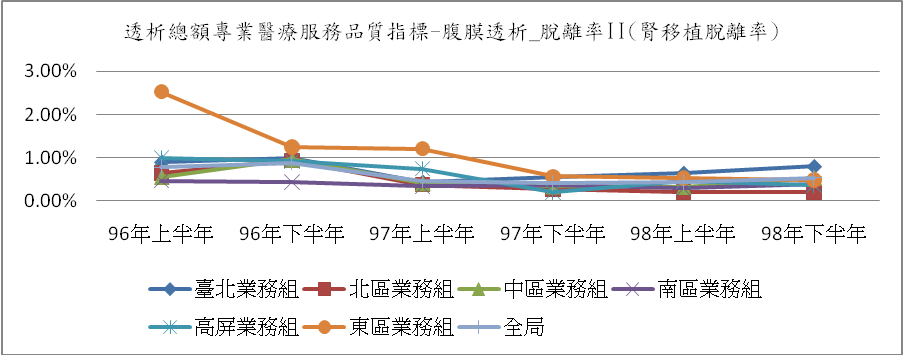 透析總額專業醫療服務品質指標-腹膜透析_脫離率II(腎移植脫離率)
3.00%
2.00%
1.00%
0.00%
96年上半年 96年下半年 97年上半年 97年下半年 98年上半年 98年下半年
臺北業務組 北區業務組 中區業務組 南區業務組
高屏業務組 東區業務組 全局